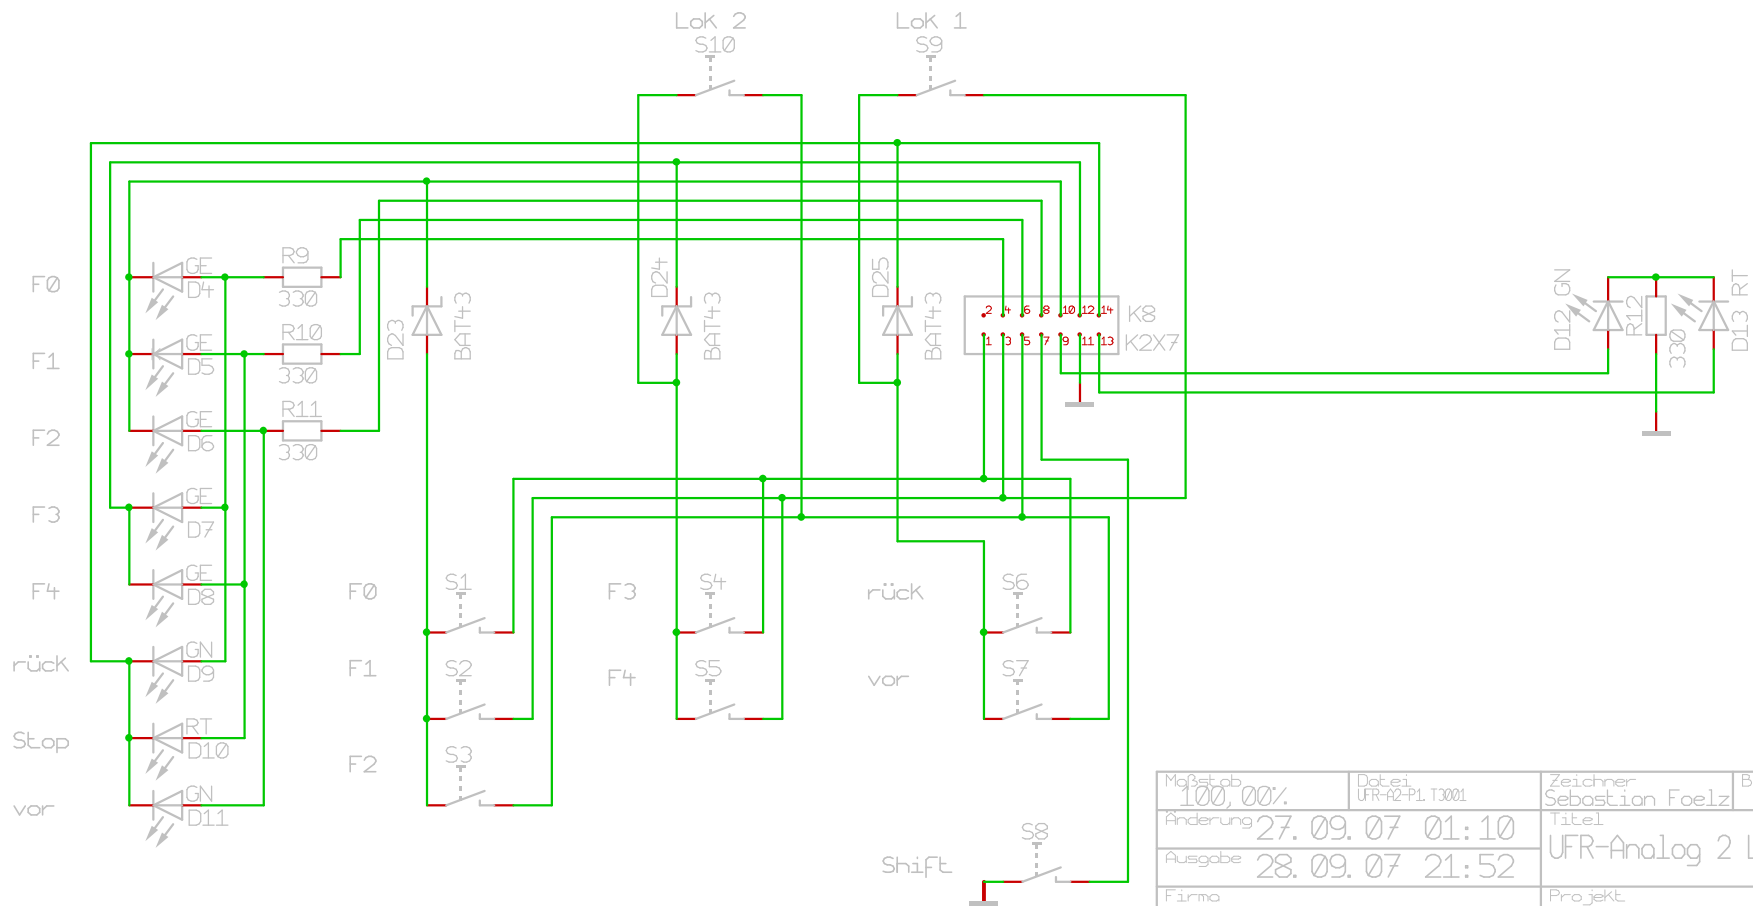 Lok 2
S10
Lok 1
S9
F0
GE
D4
R9
330
F1
GE
D5
R10
330
F2
GE
D6
R11
330
F3
GE
D7
F4
GE
D8
rück
GN
D9
Stop
RT
D10
vor
GN
D11
D23
BAT43
D24
BAT43
D25
BAT43
2 4 6 8 10 12 14
1 3 5 7 9 11 13
K8
K2X7
D12 GN
R12
330
D13 RT
F0
S1
F1
S2
F2
S3
F3
S4
F4
S5
rück
S6
vor
S7
Shift
S8
Maßstab
100,00%
Datei
UFR-A2-P1.T3001
Zeichner
Sebastian Foelz
B
Änderung
27.09.07 01:10
Titel
UFR-Analog 2 L
Ausgabe
28.09.07 21:52
Firma
Projekt